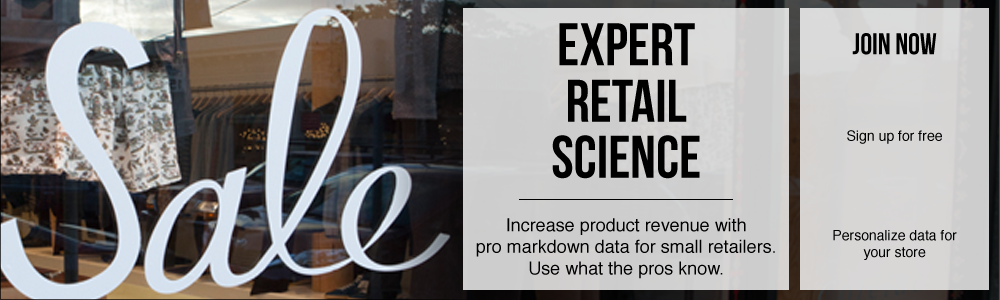 Sale
EXPERT
RETAIL
SCIENCE
Increase product revenue with
pro markdown data for small retailers.
Use what the pros know.
JOIN NOW
Sign up for free
Personalize data for
your store